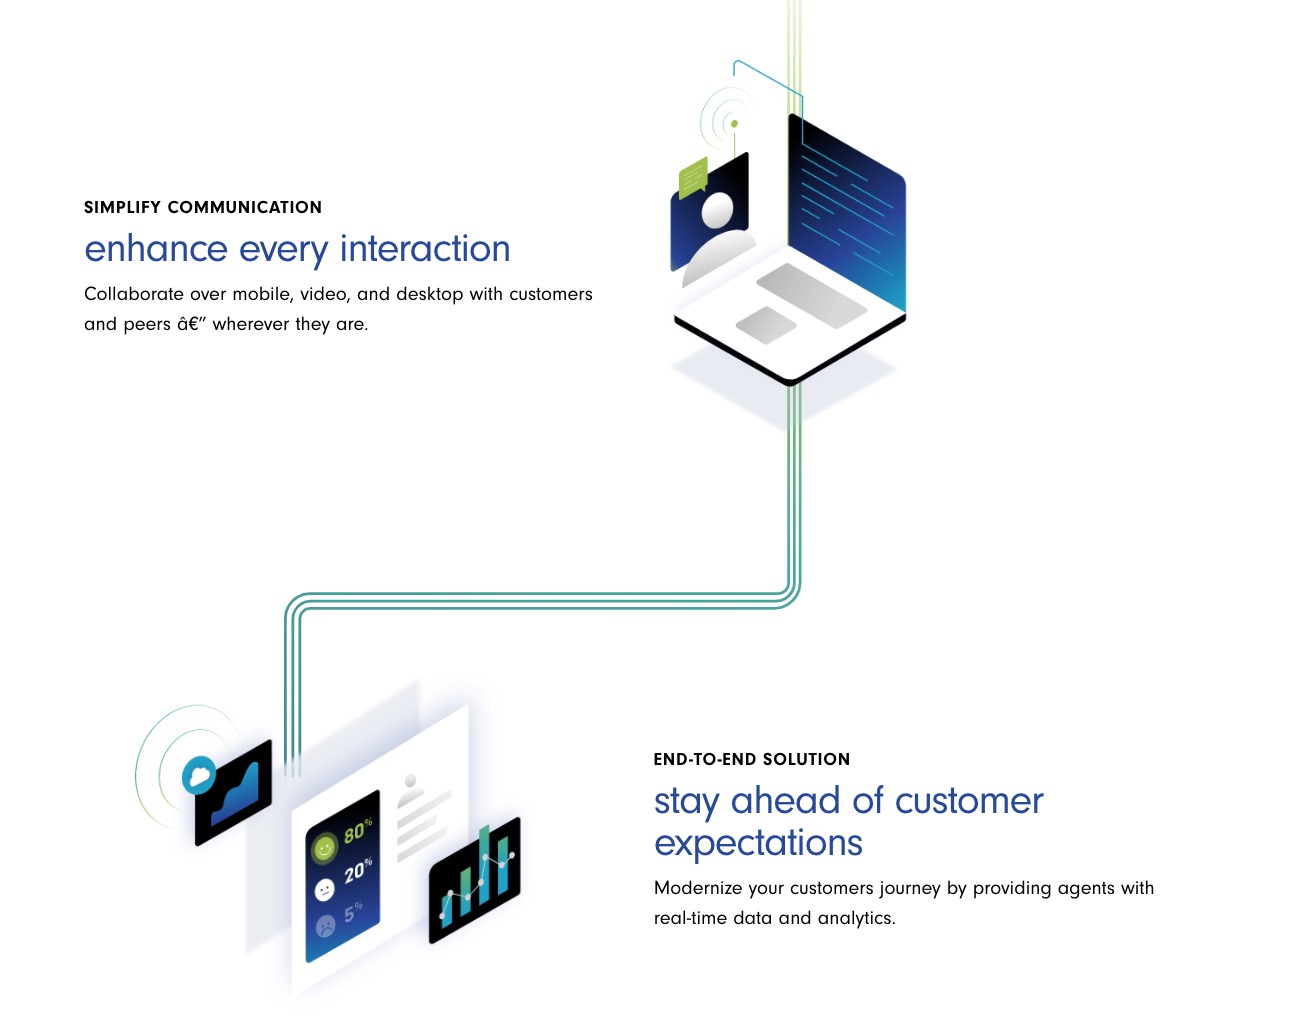 SIMPLIFY COMMUNICATION
enhance every interaction
Collaborate over mobile, video, and desktop with customers
and peers â€” wherever they are.
80%
20%
5%
END-TO-END SOLUTION
stay ahead of customer
expectations
Modernize your customers journey by providing agents with
real-time data and analytics.